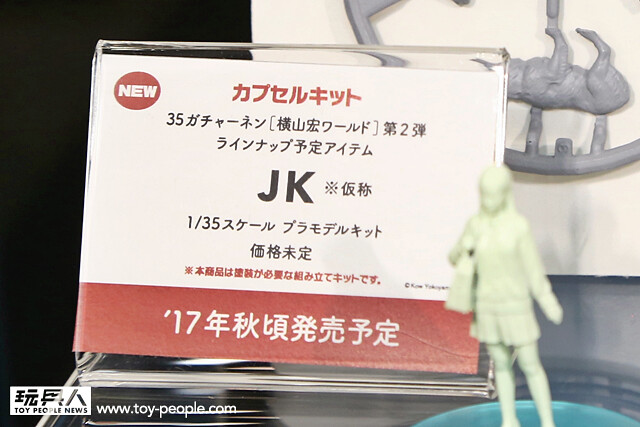 NEW
カプセルキット
35ガチャーネン[横山宏ワールド]第2弾
ラインナップ予定アイテム
JK ※仮称
1/35スケール プラモデルキット
価格未定
※本商品は塗装が必要な組み立てキットです。
©Kow Yokoyama
'17年秋頃発売予定
玩具人
TOY PEOPLE NEWS
www.toy-people.com